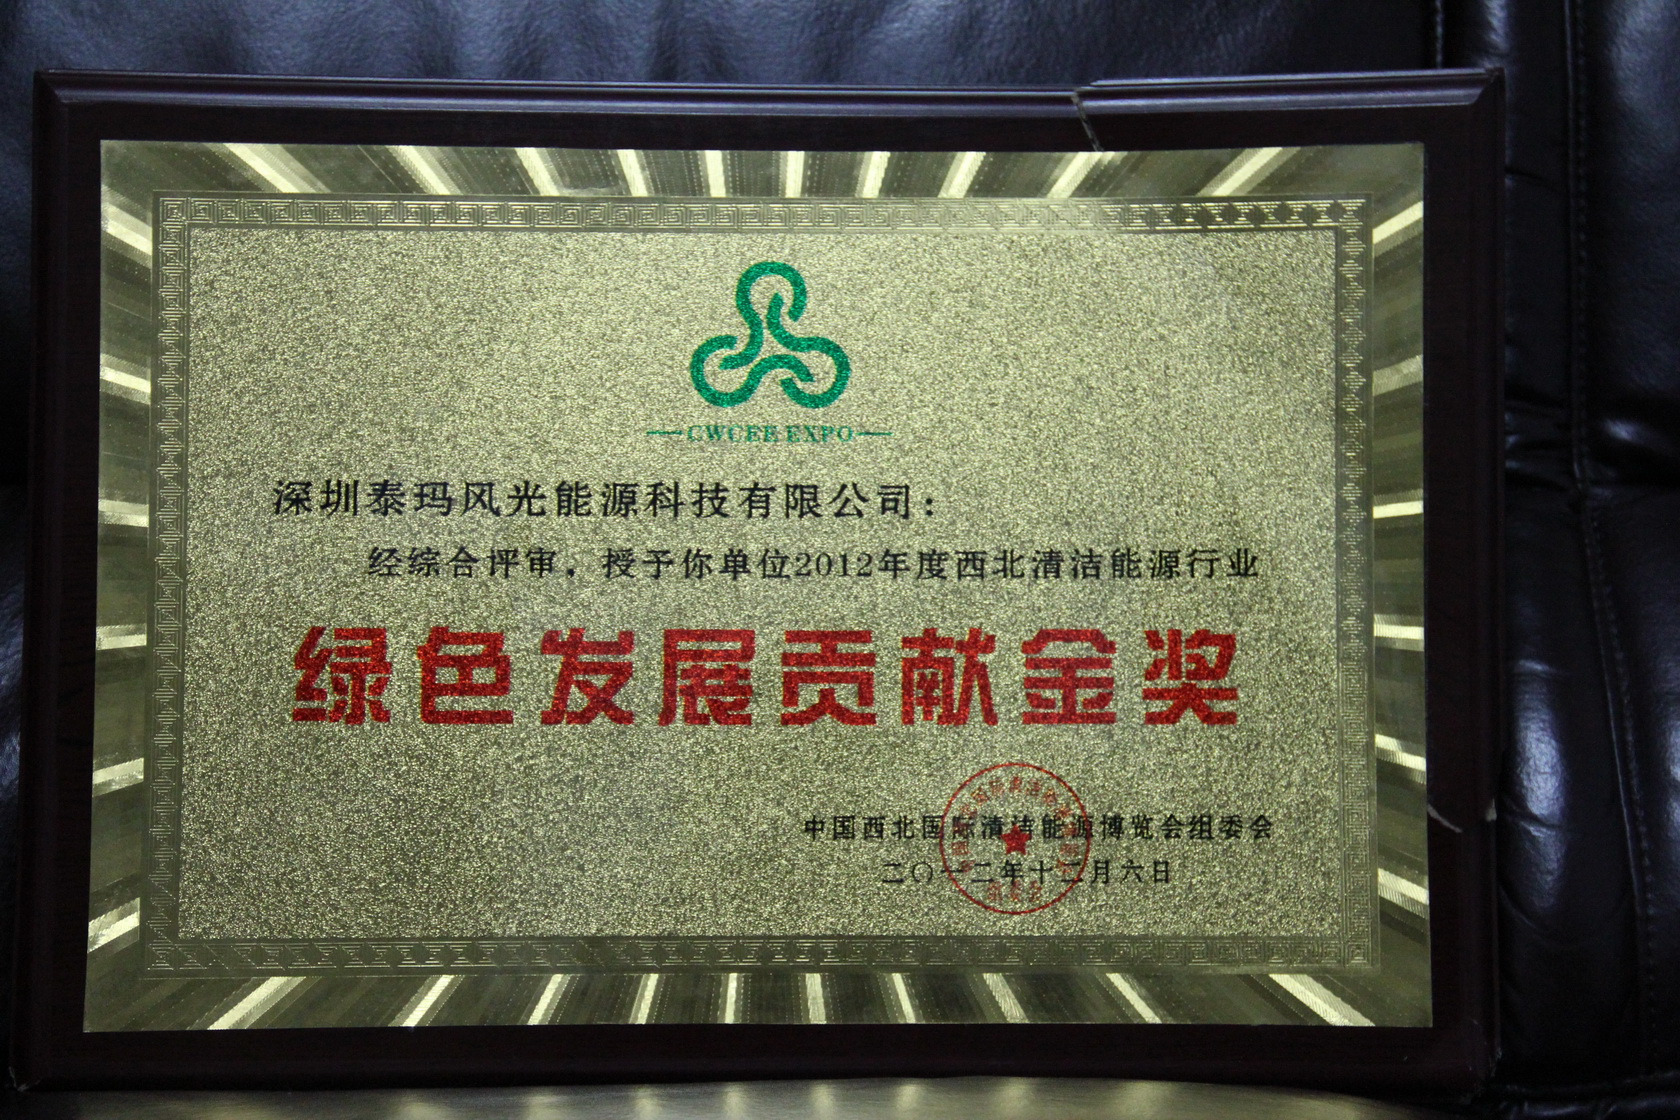 CWCEE EXPO
深圳泰玛风光能源科技有限公司：
经综合评审，授予你单位2012年度西北清洁能源行业
绿色发展贡献金奖
中国西北国际清洁能源博览会组委会
二〇一二年十二月六日